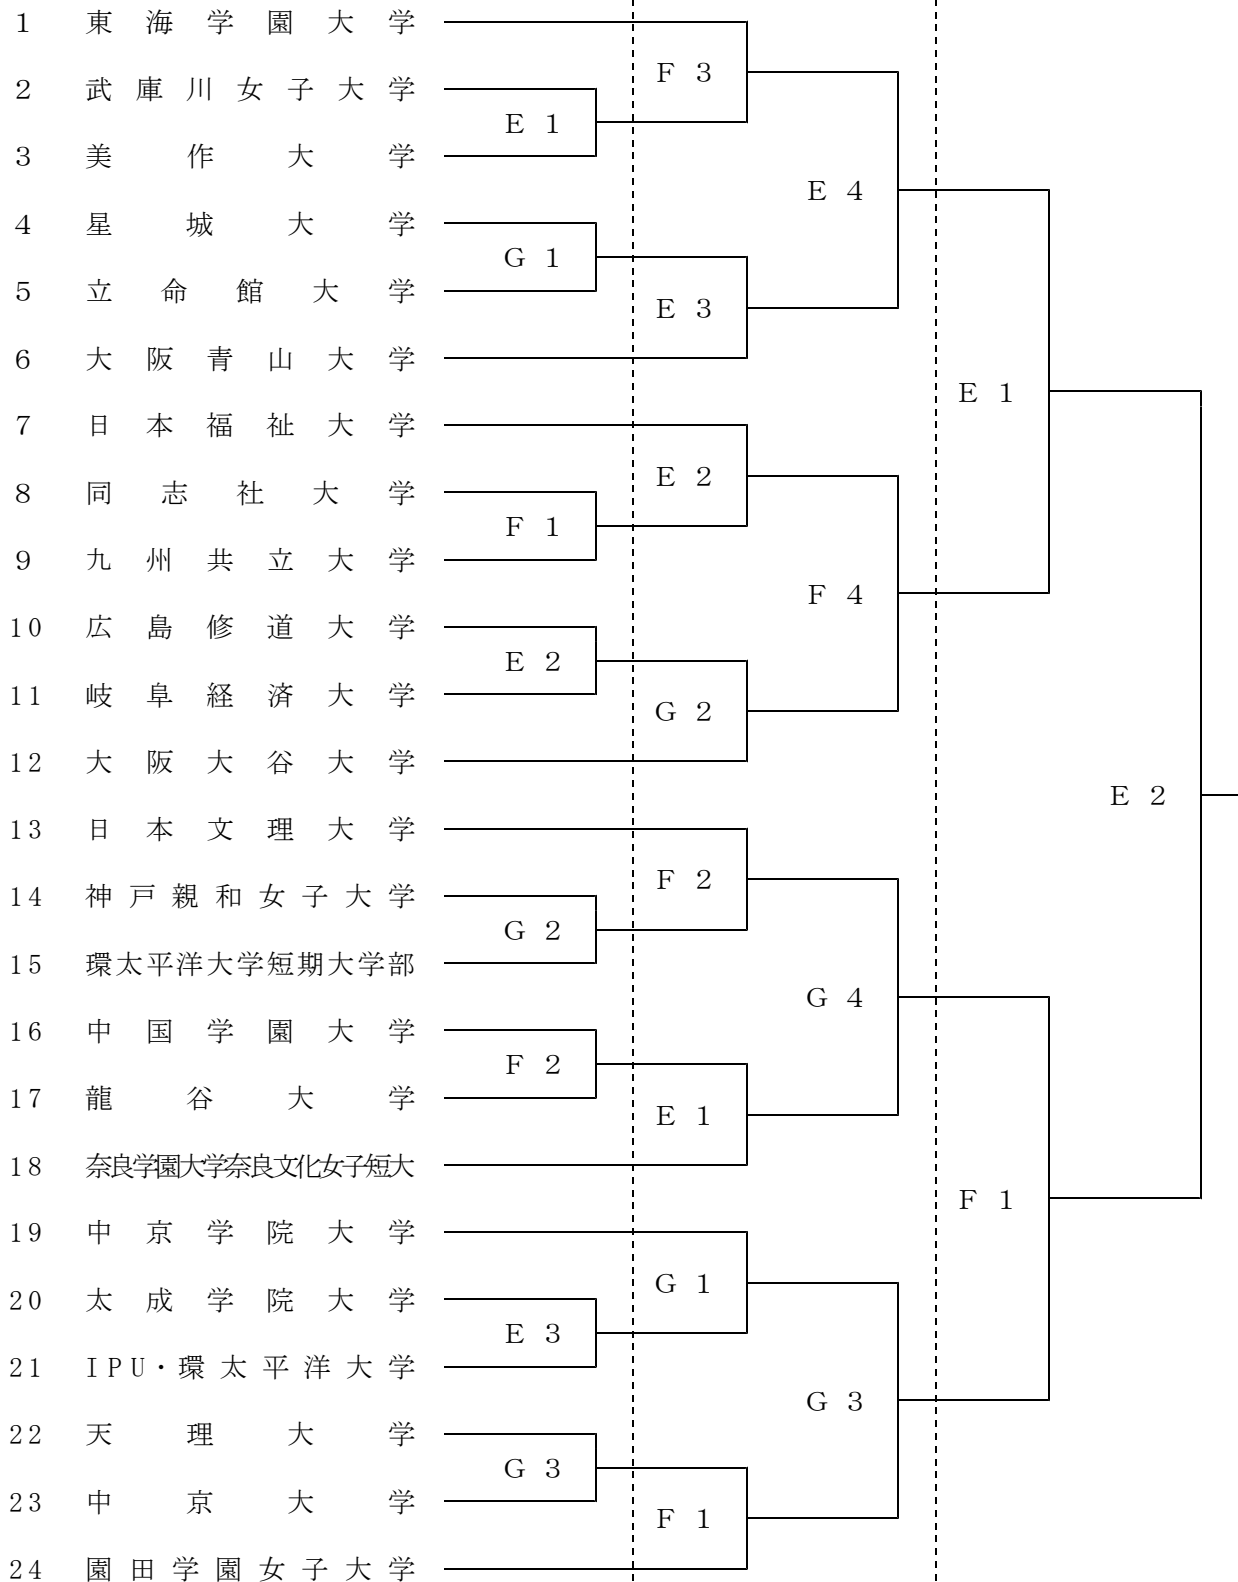 1 東海学園大学
F 3
2 武庫川女子大学
E 1
3 美作大学
E 4
4 星城大学
G 1
5 立命館大学
E 3
6 大阪青山大学
E 1
7 日本福祉大学
E 2
8 同志社大学
F 1
9 九州共立大学
F 4
10 広島修道大学
E 2
11 岐阜経済大学
G 2
12 大阪大谷大学
E 2
13 日本文理大学
F 2
14 神戸親和女子大学
G 2
15 環太平洋大学短期大学部
G 4
16 中国学園大学
F 2
17 龍谷大学
E 1
18 奈良学園大学奈良文化女子短大
F 1
19 中京学院大学
G 1
20 太成学院大学
E 3
21 IPU・環太平洋大学
G 3
22 天理大学
G 3
23 中京大学
F 1
24 園田学園女子大学